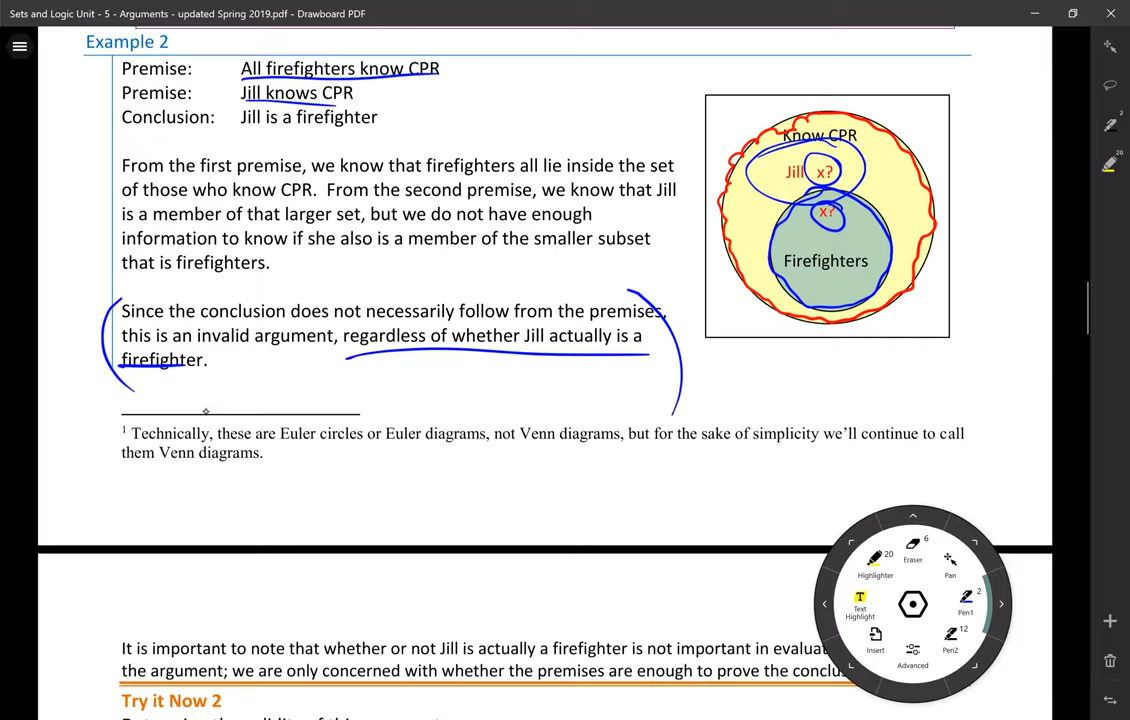 Sets and Logic Unit - 5 - Arguments - updated Spring 2019.pdf - Drawboard PDF
Example 2
Premise: All firefighters know CPR
Premise: Jill knows CPR
Conclusion: Jill is a firefighter
From the first premise, we know that firefighters all lie inside the set
of those who know CPR. From the second premise, we know that Jill
is a member of that larger set, but we do not have enough
information to know if she also is a member of the smaller subset
that is firefighters.
Since the conclusion does not necessarily follow from the premises,
this is an invalid argument, regardless of whether Jill actually is a
firefighter.
Know CPR
Jill x?
x?
Firefighters
1 Technically, these are Euler circles or Euler diagrams, not Venn diagrams, but for the sake of simplicity we’ll continue to call
them Venn diagrams.
It is important to note that whether or not Jill is actually a firefighter is not important in evalua
the argument; we are only concerned with whether the premises are enough to prove the conclu
Try it Now 2
6
Eraser
20
Highlighter
Pan
T
Text
Highlight
2
Pen1
12
Pen2
Insert
Advanced
2
20